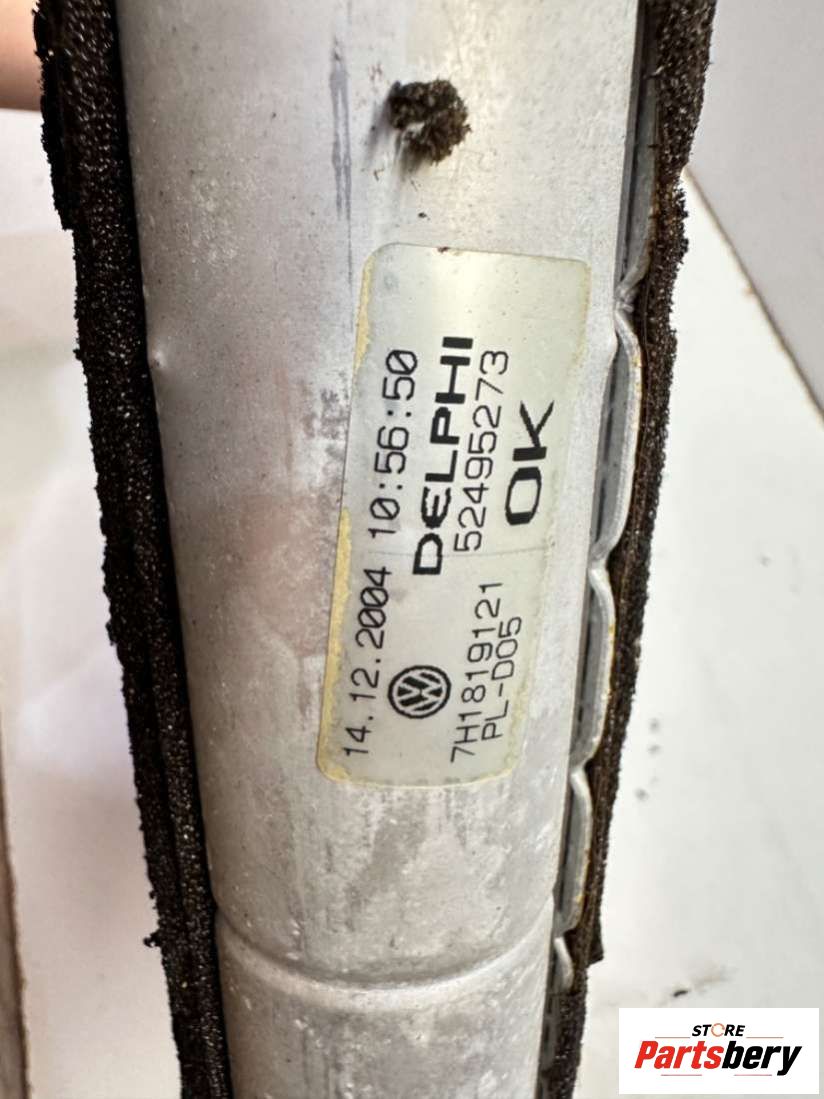 14.12.2004 10:56:50
DELPHI
7H1819121 52495273
PL-D05 OK
STORE
Partsbery